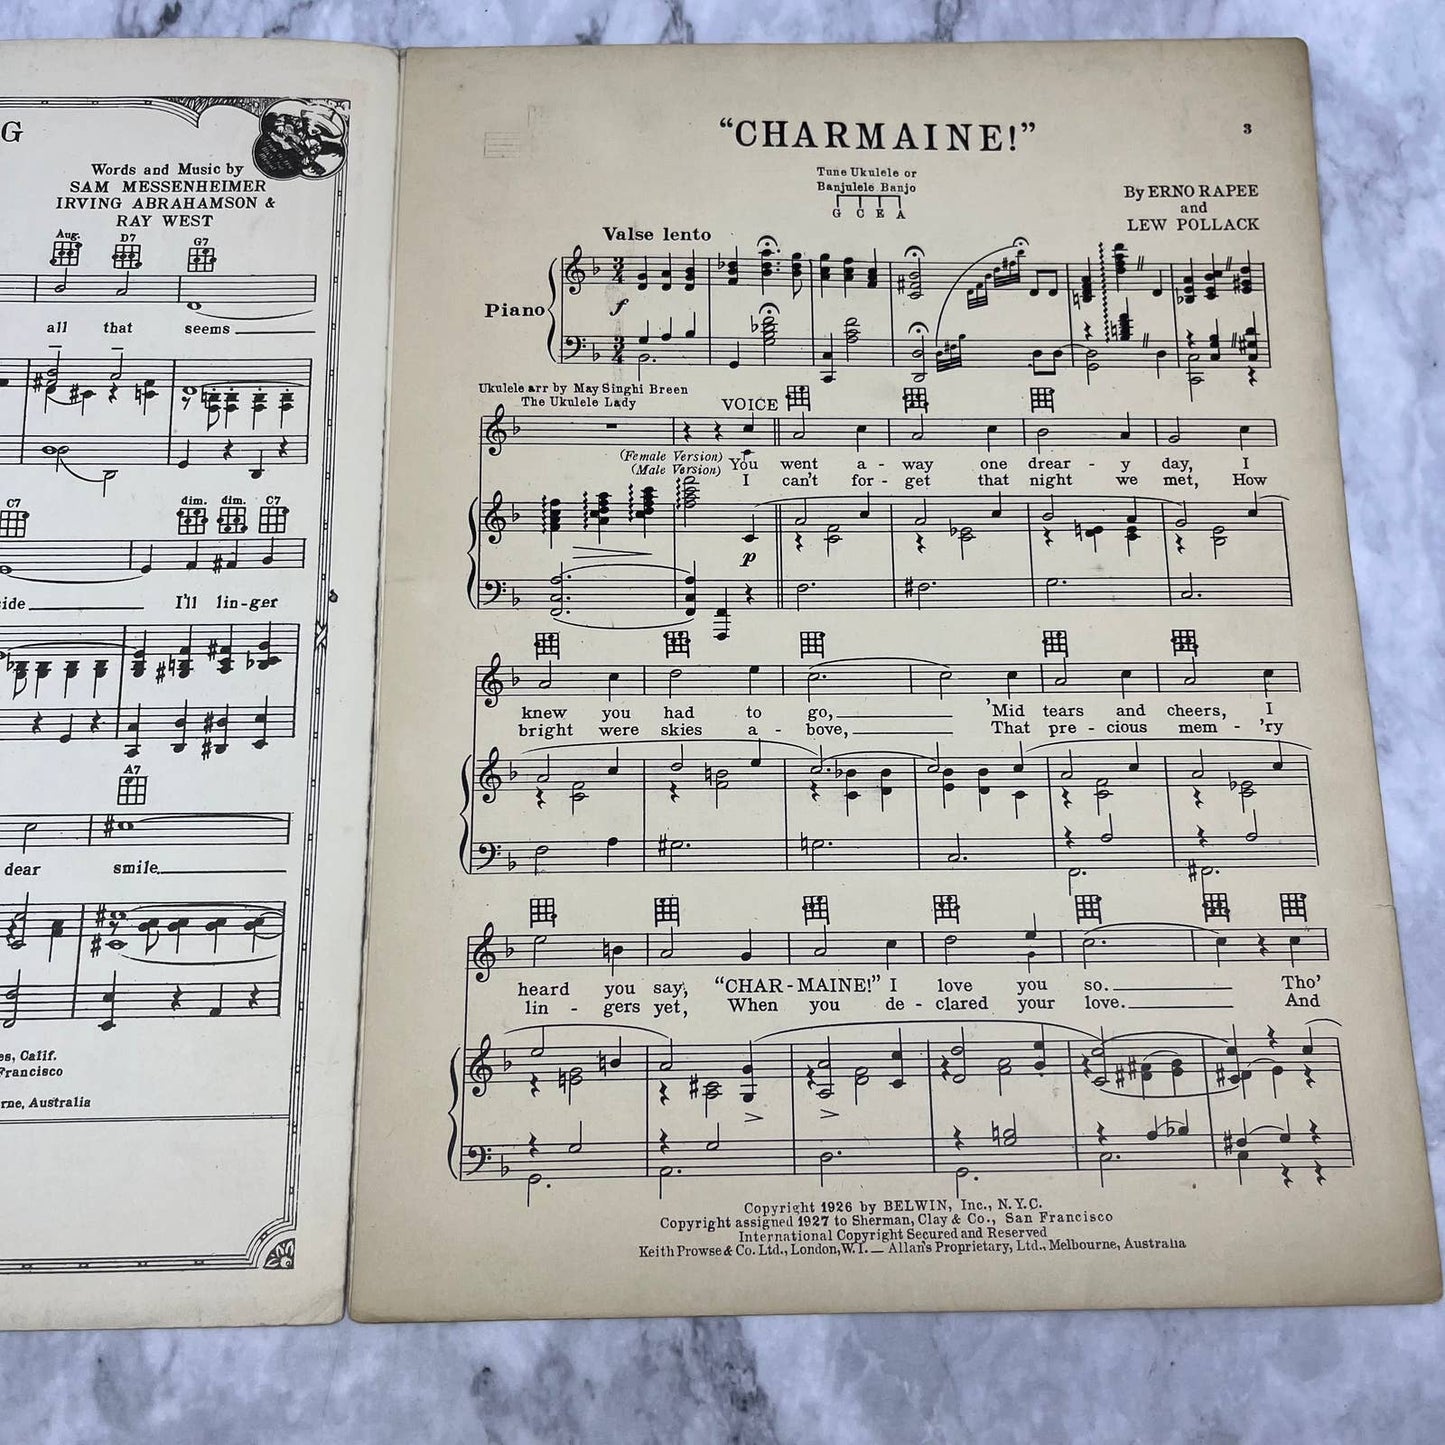 G
Words and Music by
SAM MESSENHEIMER
IRVING ABRAHAMSON &
RAY WEST
Aug. D7 G7
all that seems
C7 dim. dim. C7
side I'll lin-ger
A7
dear smile
es, Calif.
Francisco
rne, Australia
"CHARMAINE!"
3
Tune Ukulele or
Banjulele Banjo
G C E A
By ERNO RAPEE
and
LEW POLLACK
Valse lento
Piano
f
Ukulele arr by May Singhi Breen
The Ukulele Lady
VOICE
(Female Version) You went a - way one drear - y day, I
(Male Version) I can't for - get that night we met, How
p
knew you had to go, 'Mid tears and cheers, I
bright were skies a - bove, That pre - cious mem - 'ry
heard you say, "CHAR - MAINE!" I love you so. Tho'
lin - gers yet, When you de - clared your love. And
Copyright 1926 by BELWIN, Inc., N.Y.C.
Copyright assigned 1927 to Sherman, Clay & Co., San Francisco
International Copyright Secured and Reserved
Keith Prowse & Co. Ltd., London, W.1. — Allan's Proprietary, Ltd., Melbourne, Australia